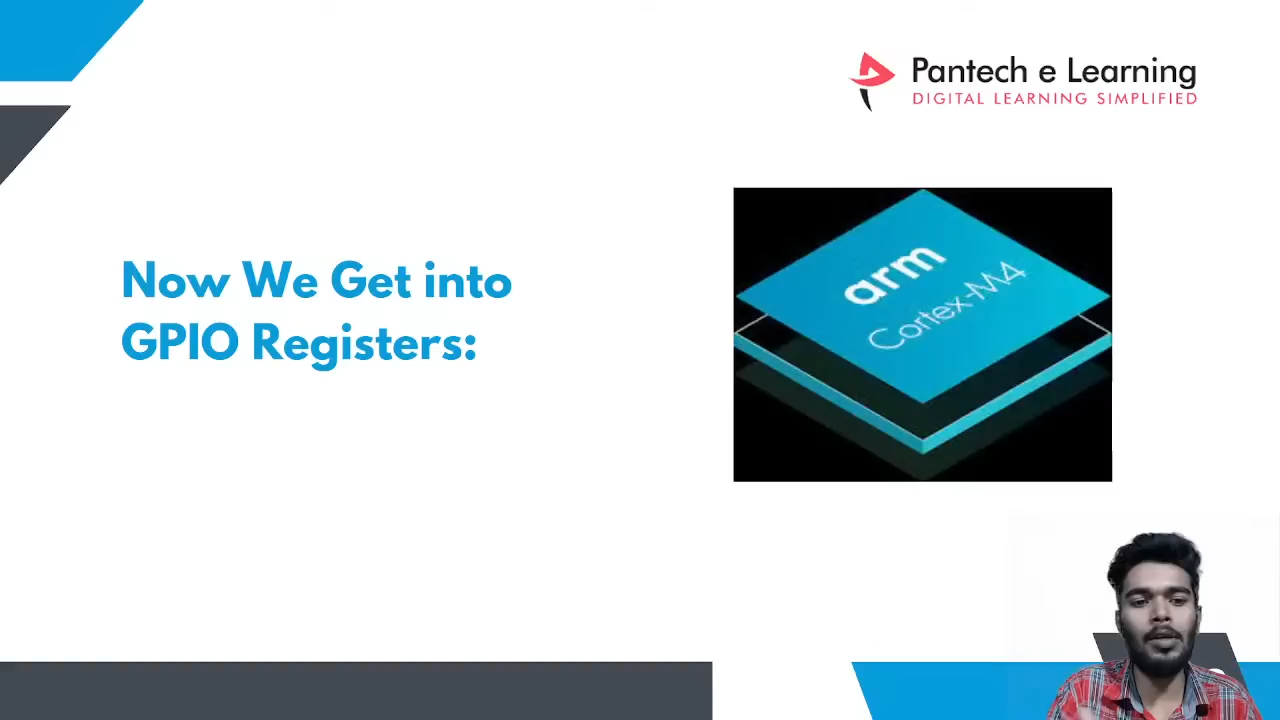 Pantech e Learning
DIGITAL LEARNING SIMPLIFIED
Now We Get into
GPIO Registers:
arm
Cortex-M4